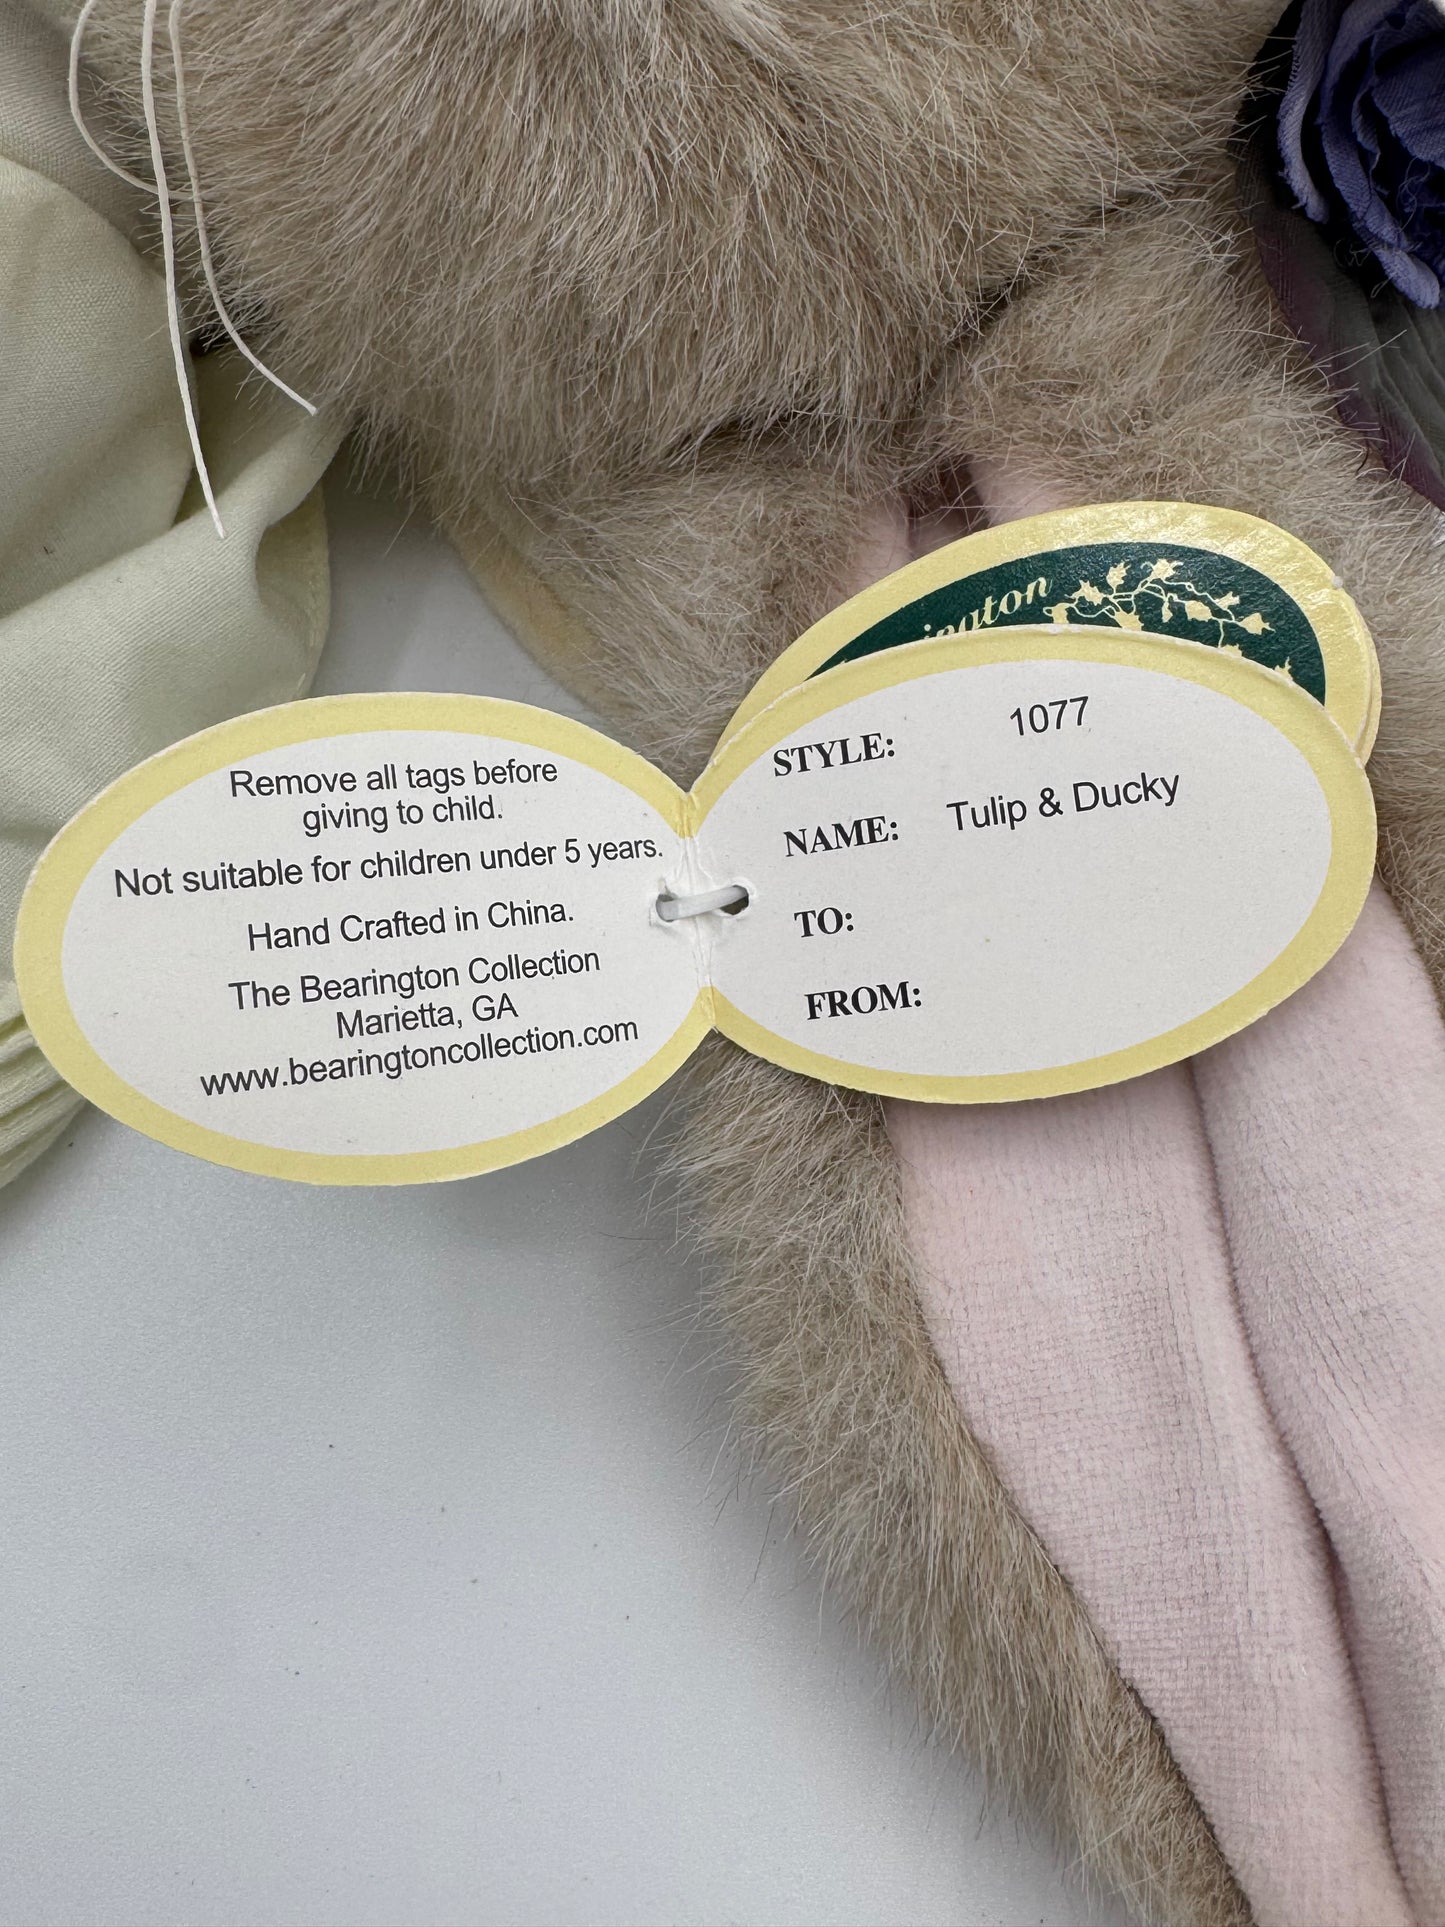 Remove all tags before
giving to child.
Not suitable for children under 5 years.
Hand Crafted in China.
The Bearington Collection
Marietta, GA
www.bearingtoncollection.com
STYLE: 1077
NAME: Tulip & Ducky
TO:
FROM: